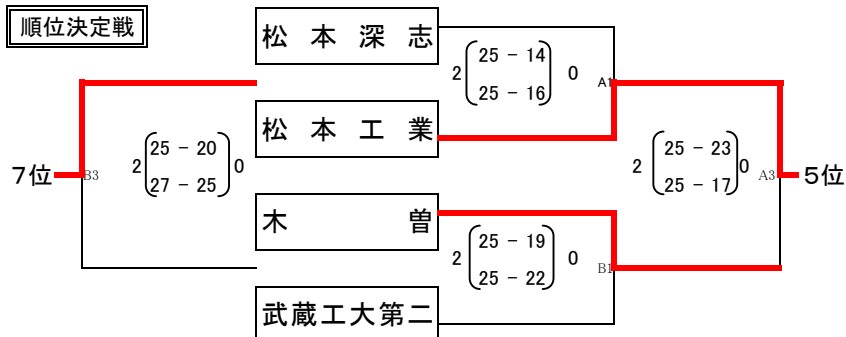 順位決定戦
松本深志
2 25 - 14 0
25 - 16
A1
松本工業
7位
B3
2 25 - 20 0
27 - 25
2 25 - 23 0
25 - 17
A3
5位
木曽
2 25 - 19 0
25 - 22
B1
武蔵工大第二